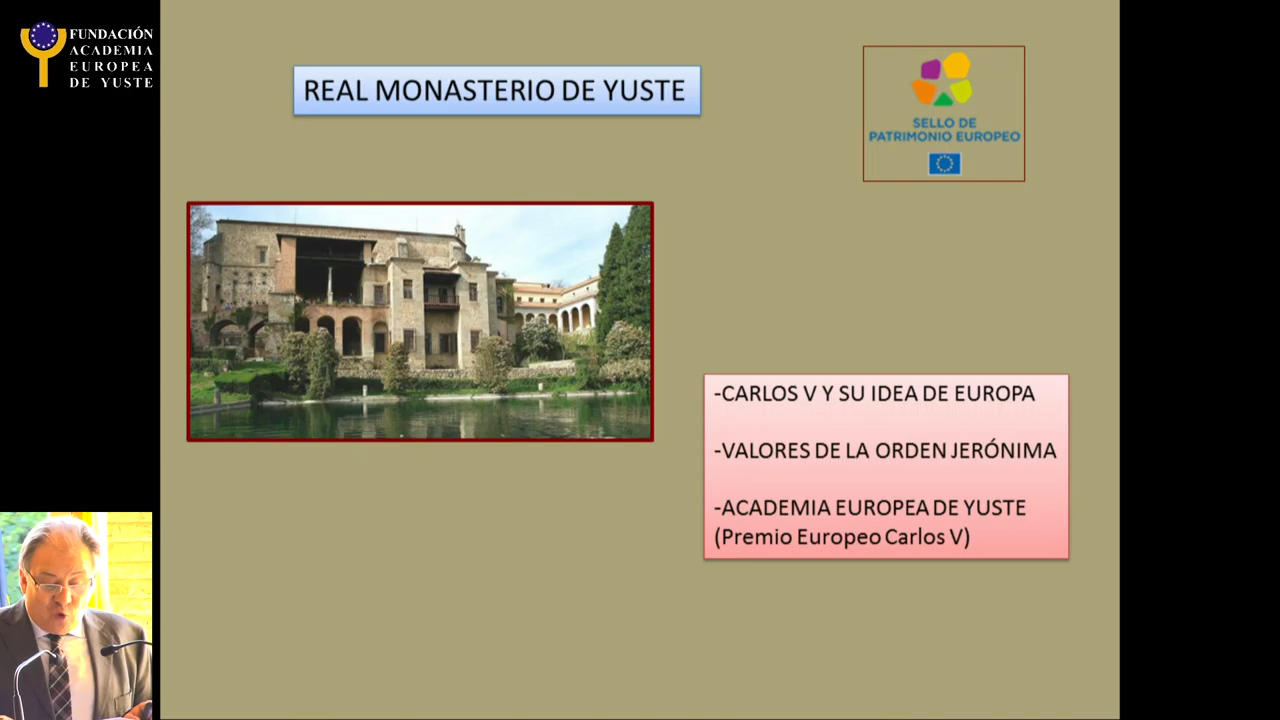 FUNDACIÓN
ACADEMIA
EUROPEA
DE YUSTE
REAL MONASTERIO DE YUSTE
SELLO DE
PATRIMONIO EUROPEO
-CARLOS V Y SU IDEA DE EUROPA
-VALORES DE LA ORDEN JERÓNIMA
-ACADEMIA EUROPEA DE YUSTE
(Premio Europeo Carlos V)